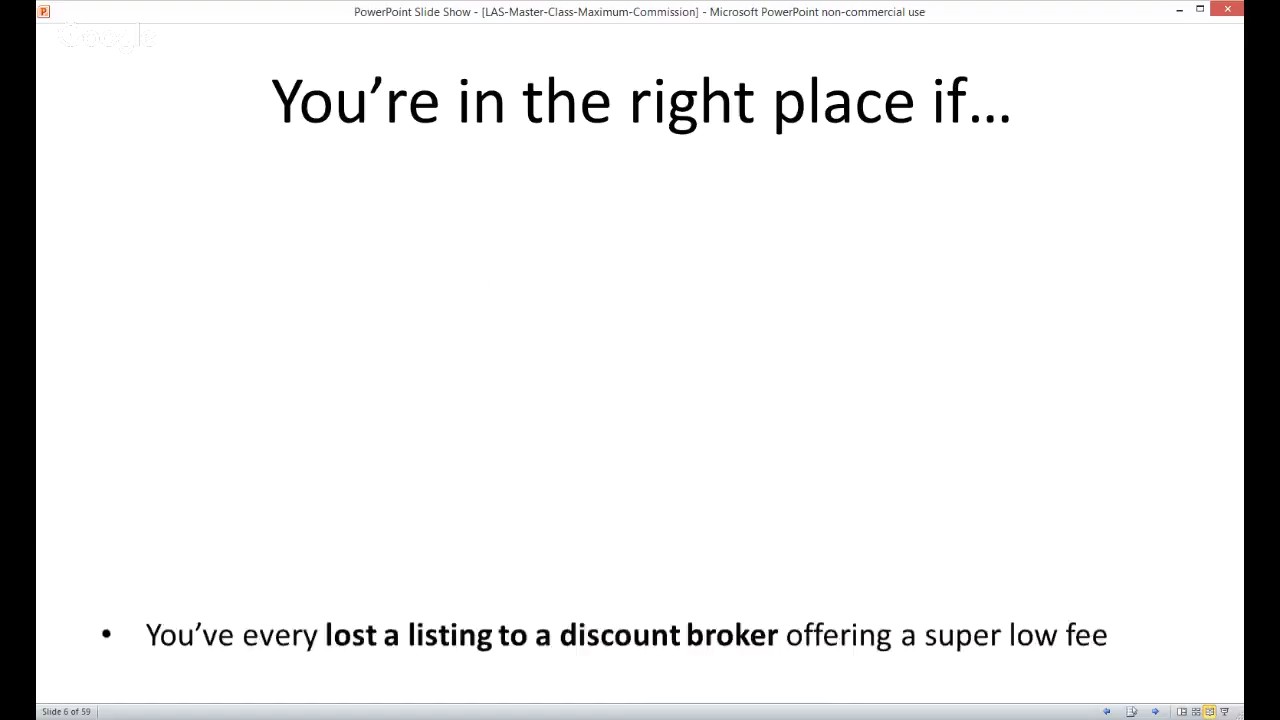 PowerPoint Slide Show - [LAS-Master-Class-Maximum-Commission] - Microsoft PowerPoint non-commercial use
Google
You’re in the right place if…
• You’ve every lost a listing to a discount broker offering a super low fee
Slide 6 of 59